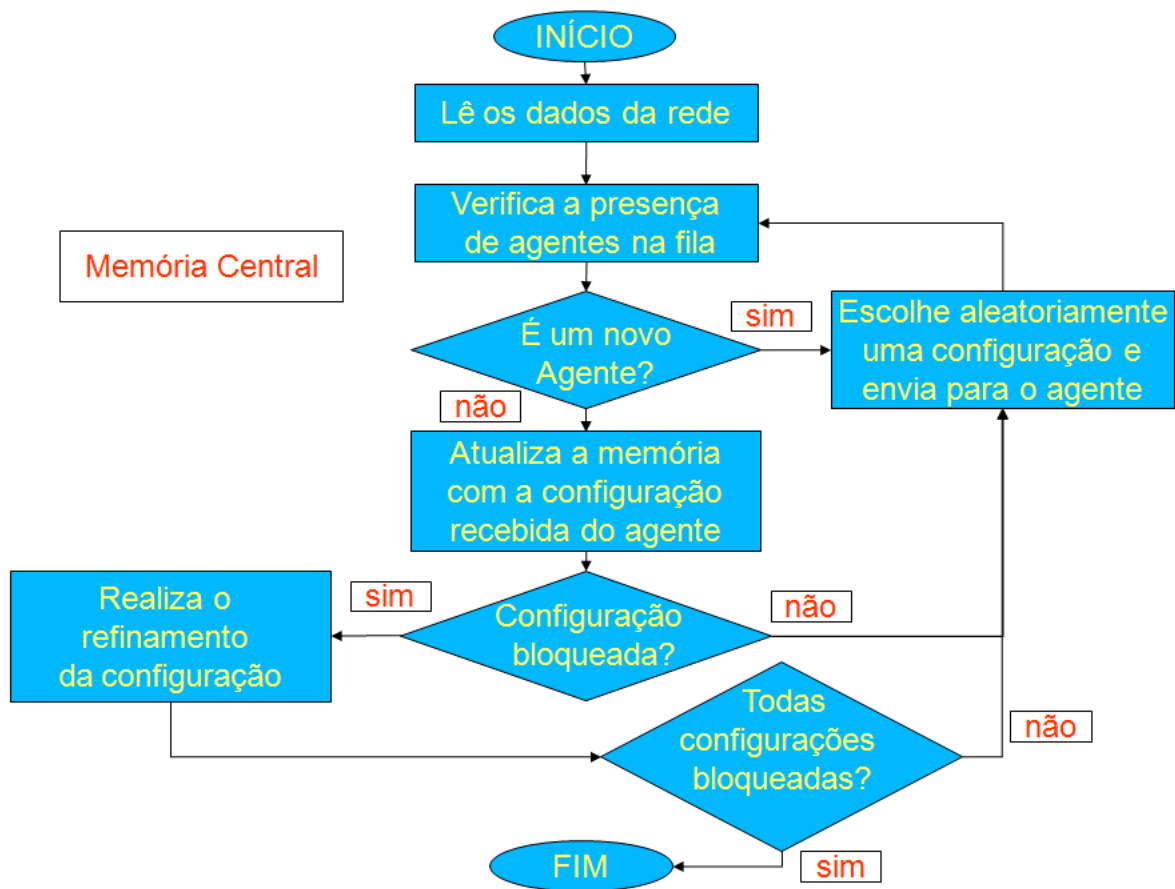 INÍCIO
Lê os dados da rede
Verifica a presença
de agentes na fila
Memória Central
É um novo
Agente?
sim
Escolhe aleatoriamente
uma configuração e
envia para o agente
não
Atualiza a memória
com a configuração
recebida do agente
Configuração
bloqueada?
sim
não
Realiza o
refinamento
da configuração
Todas
configurações
bloqueadas?
não
sim
FIM